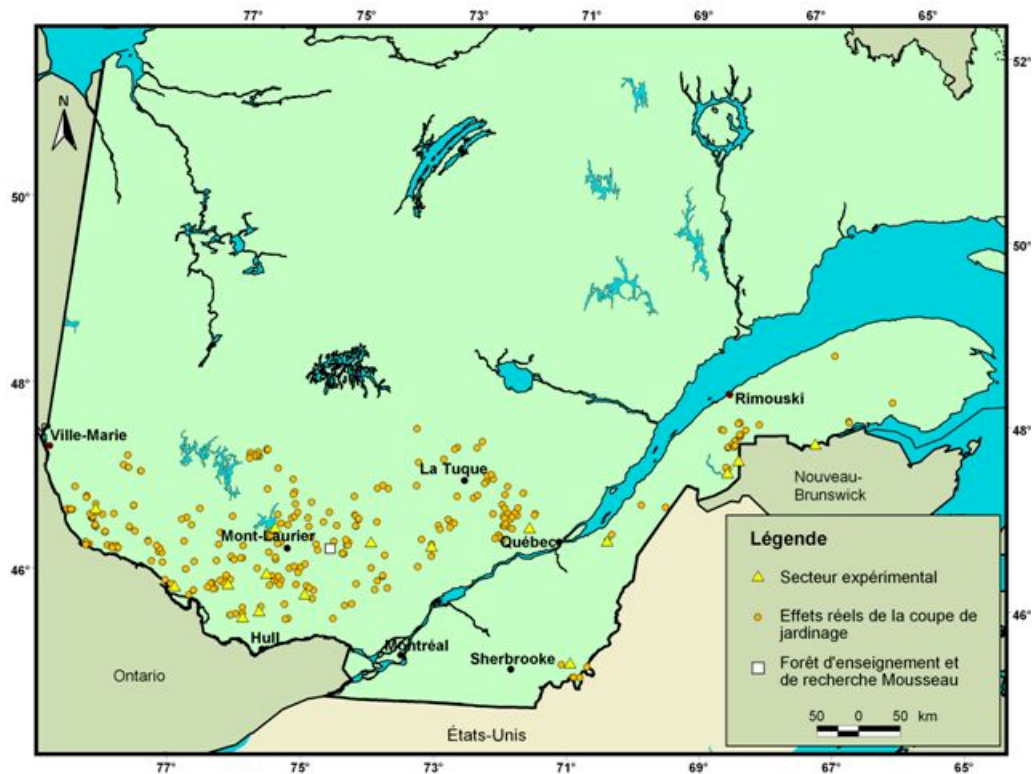 77° 75° 73° 71° 69° 67° 65°
52°
N
50°
50°
48°
Rimouski
Ville-Marie
48°
La Tuque
Nouveau-
Brunswick
Mont-Laurier
Québec
46°
46°
Hull
Montréal
Sherbrooke
Ontario
États-Unis
Légende
Secteur expérimental
Effets réels de la coupe de
jardinage
Forêt d'enseignement et
de recherche Mousseau
50 0 50 km
77° 75° 73° 71° 69° 67° 65°